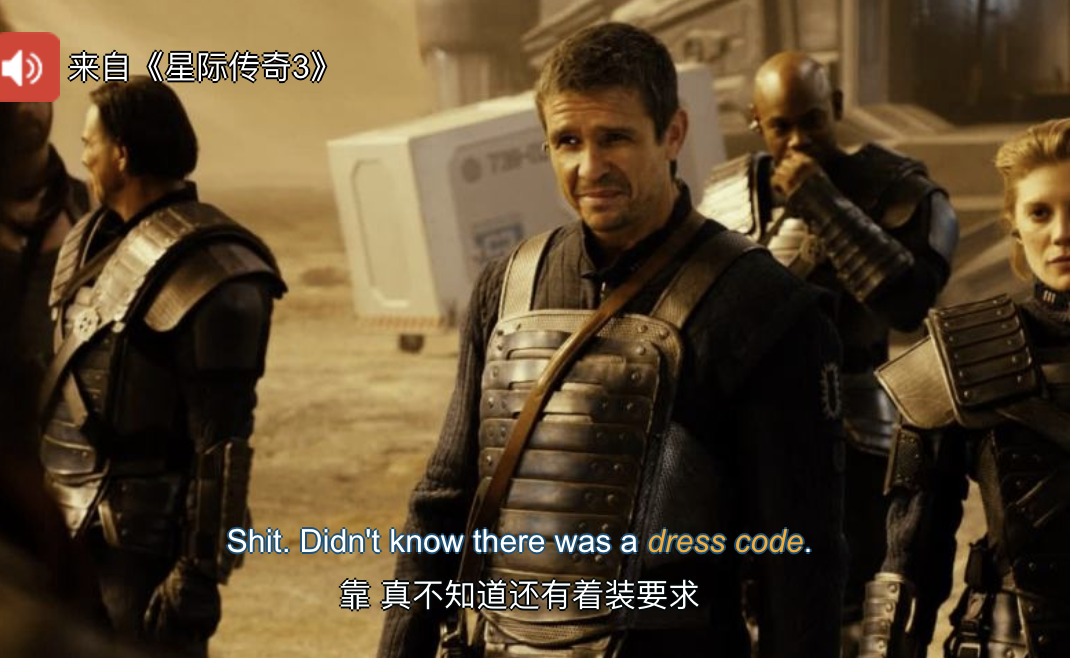 来自《星际传奇3》
Shit. Didn't know there was a dress code.
靠 真不知道还有着装要求